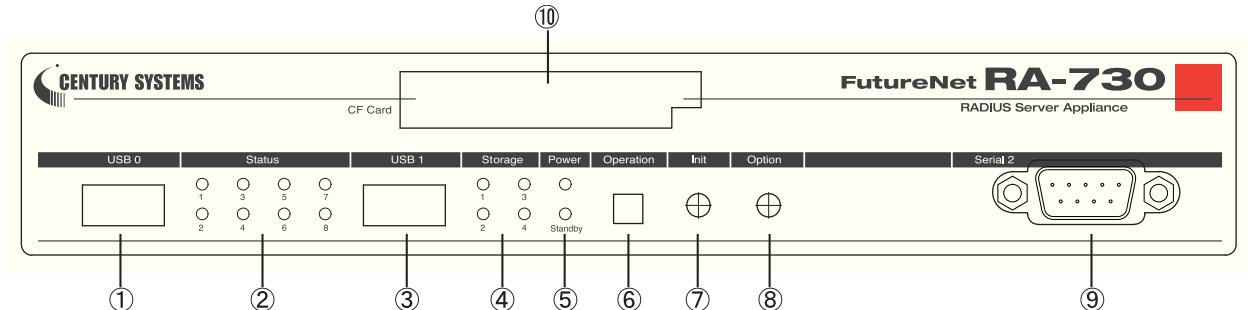 ⑩
CENTURY SYSTEMS
FutureNet RA-730
RADIUS Server Appliance
CF Card
USB 0 Status USB 1 Storage Power Operation Init Option Serial 2
1 3 5 7 1 3
2 4 6 8 2 4 Standby
① ② ③ ④ ⑤ ⑥ ⑦ ⑧ ⑨